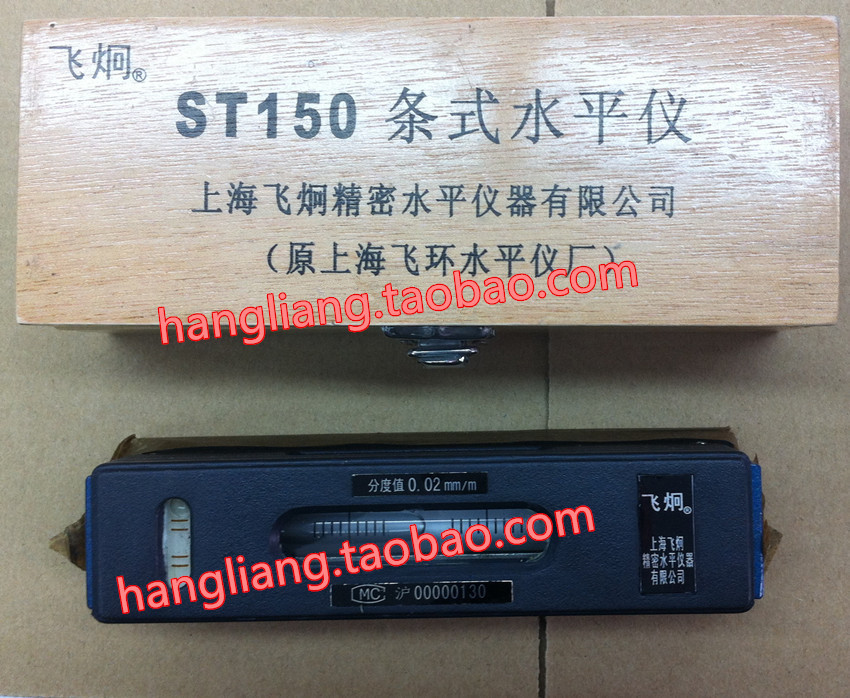 飞炯®
ST150 条式水平仪
上海飞炯精密水平仪器有限公司
（原上海飞环水平仪厂）
hangliang.taobao.com
分度值 0.02 mm/m
飞炯®
上海飞炯
精密水平仪器
有限公司
hangliang.taobao.com
MC 沪 00000130